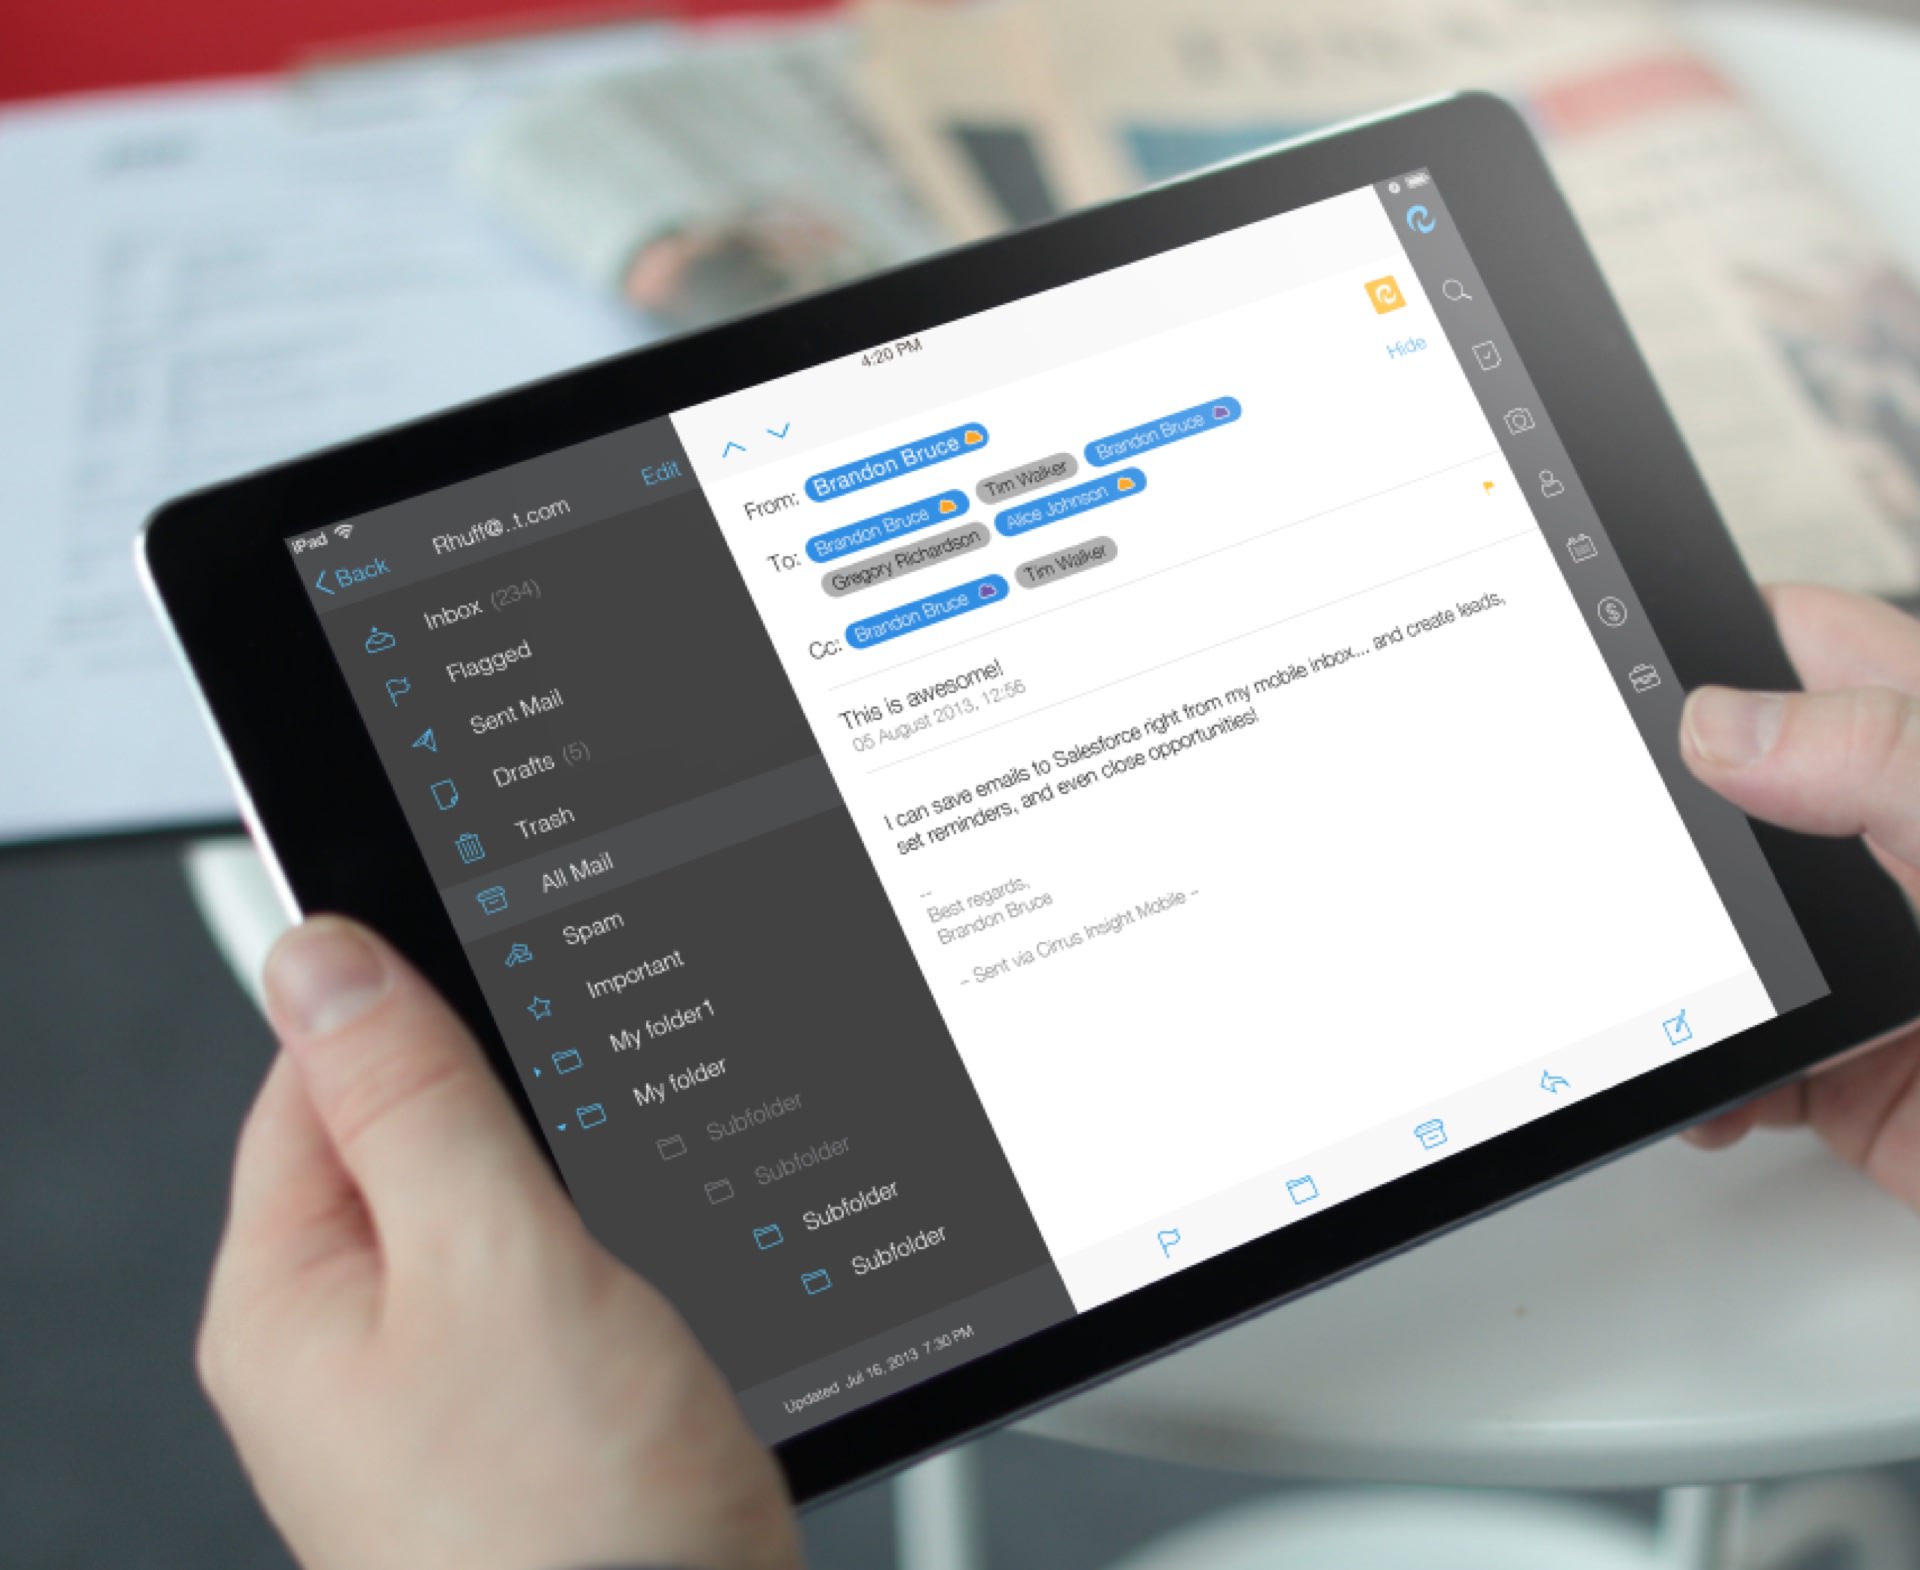 iPad
4:20 PM
Back
Rhuff@..t.com
Edit
Inbox (234)
Flagged
Sent Mail
Drafts (5)
Trash
All Mail
Spam
Important
My folder1
My folder
Subfolder
Subfolder
Subfolder
Subfolder
Updated Jul 16, 2013 7:30 PM
Hide
From: Brandon Bruce
To: Brandon Bruce Tim Walker Brandon Bruce
Gregory Richardson Alice Johnson
Cc: Brandon Bruce Tim Walker
This is awesome!
05 August 2013, 12:56
I can save emails to Salesforce right from my mobile inbox... and create leads,
set reminders, and even close opportunities!
--
Best regards,
Brandon Bruce
-- Sent via Cirrus Insight Mobile --